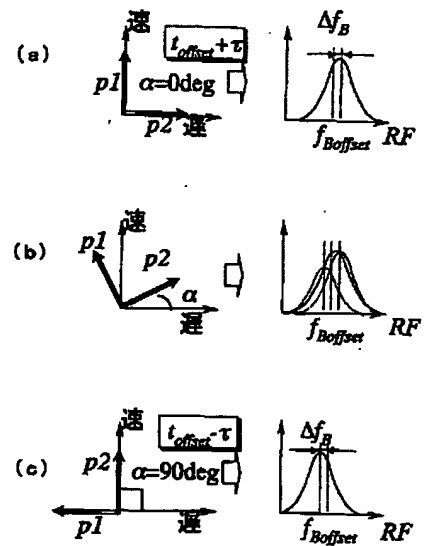 (a)
速
t_offset+τ
Δf_B
p1
α=0deg
p2
遅
f_Boffset
RF
(b)
速
p1
p2
α
遅
f_Boffset
RF
(c)
速
t_offset-τ
Δf_B
p2
α=90deg
p1
遅
f_Boffset
RF